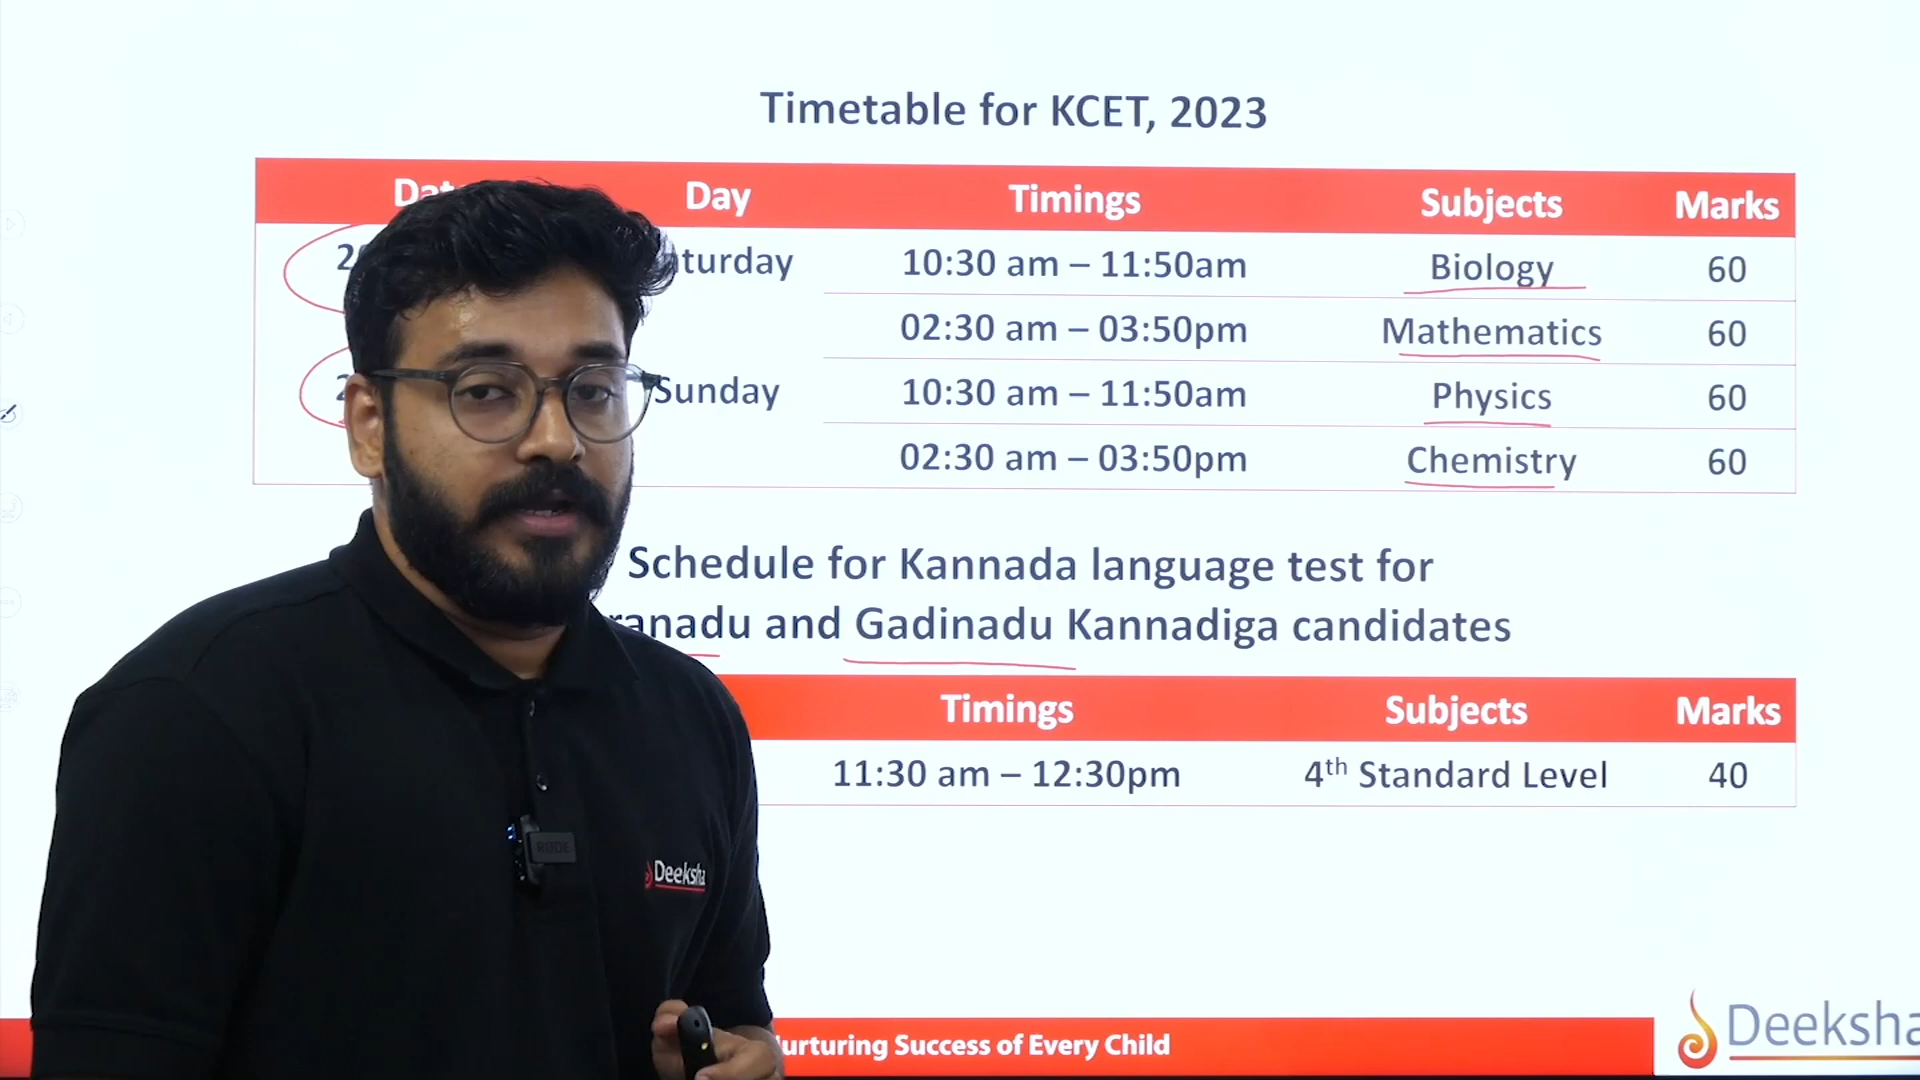 Timetable for KCET, 2023
Day Timings Subjects Marks
10:30 am – 11:50am Biology 60
02:30 am – 03:50pm Mathematics 60
Sunday 10:30 am – 11:50am Physics 60
02:30 am – 03:50pm Chemistry 60
Schedule for Kannada language test for
and Gadinadu Kannadiga candidates
Timings Subjects Marks
11:30 am – 12:30pm 4th Standard Level 40
RODE
Deeksha
Success of Every Child
Deeksha